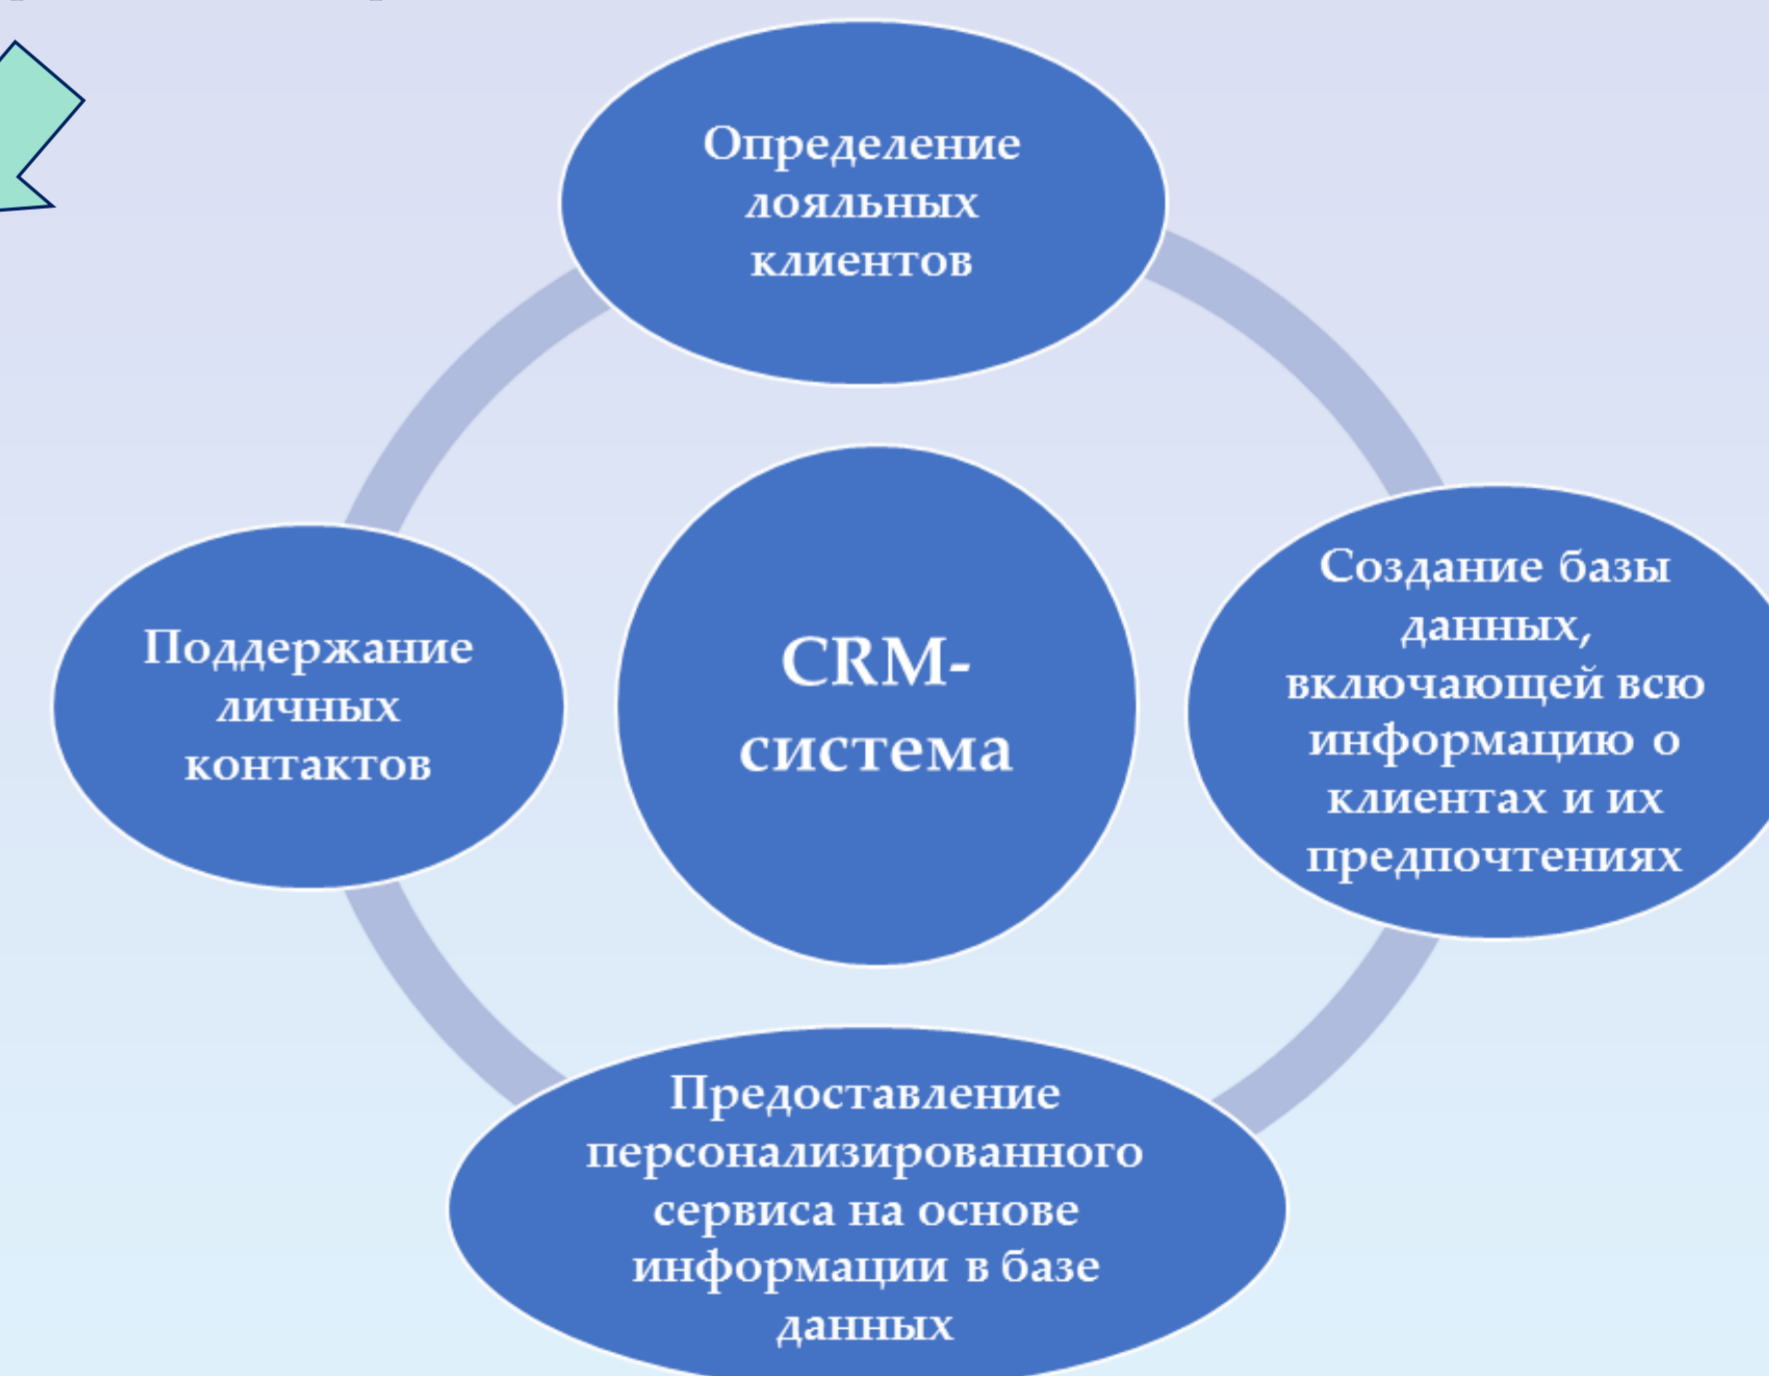 Определение
лояльных
клиентов
Создание базы
данных,
включающей всю
информацию о
клиентах и их
предпочтениях
CRM-
система
Поддержание
личных
контактов
Предоставление
персонализированного
сервиса на основе
информации в базе
данных